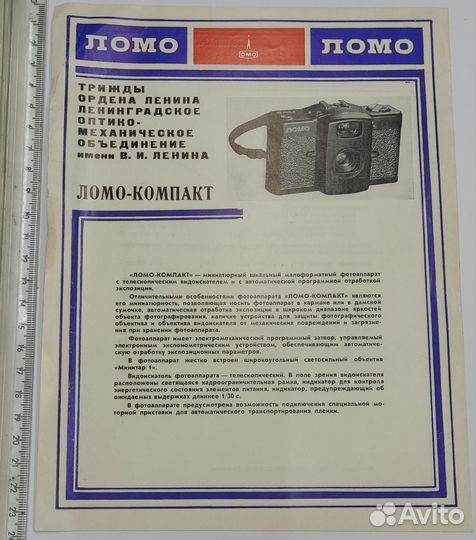 ЛОМО
ЛОМО
ЛОМО
ТРИЖДЫ
ОРДЕНА ЛЕНИНА
ЛЕНИНГРАДСКОЕ
ОПТИКО-
МЕХАНИЧЕСКОЕ
ОБЪЕДИНЕНИЕ
имени В. И. ЛЕНИНА
ЛОМО
ЛОМО-КОМПАКТ
«ЛОМО-КОМПАКТ» — миниатюрный шкальный малоформатный фотоаппарат
с телескопическим видоискателем и с автоматической программной отработкой
экспозиции.
Отличительными особенностями фотоаппарата «ЛОМО-КОМПАКТ» являются
его миниатюрность, позволяющая носить фотоаппарат в кармане или в дамской
сумочке, автоматическая отработка экспозиции в широком диапазоне яркостей
объекта фотографирования, наличие устройства для защиты фотографического
объектива и объектива видоискателя от механических повреждений и загрязне-
ния при хранении фотоаппарата.
Фотоаппарат имеет электромеханический программный затвор, управляемый
электронным экспонометрическим устройством, обеспечивающим автоматичес-
кую отработку экспозиционных параметров.
В фотоаппарат жестко встроен широкоугольный светосильный объектив
«Минитар 1».
Видоискатель фотоаппарата — телескопический. В поле зрения видоискателя
расположены светящаяся кадроограничительная рамка, индикатор для контроля
энергетического состояния элементов питания, индикатор, предупреждающий об
ожидаемых выдержках длиннее 1/30 с.
В фотоаппарате предусмотрена возможность подключения специальной мо-
торной приставки для автоматического транспортирования пленки.
Avito